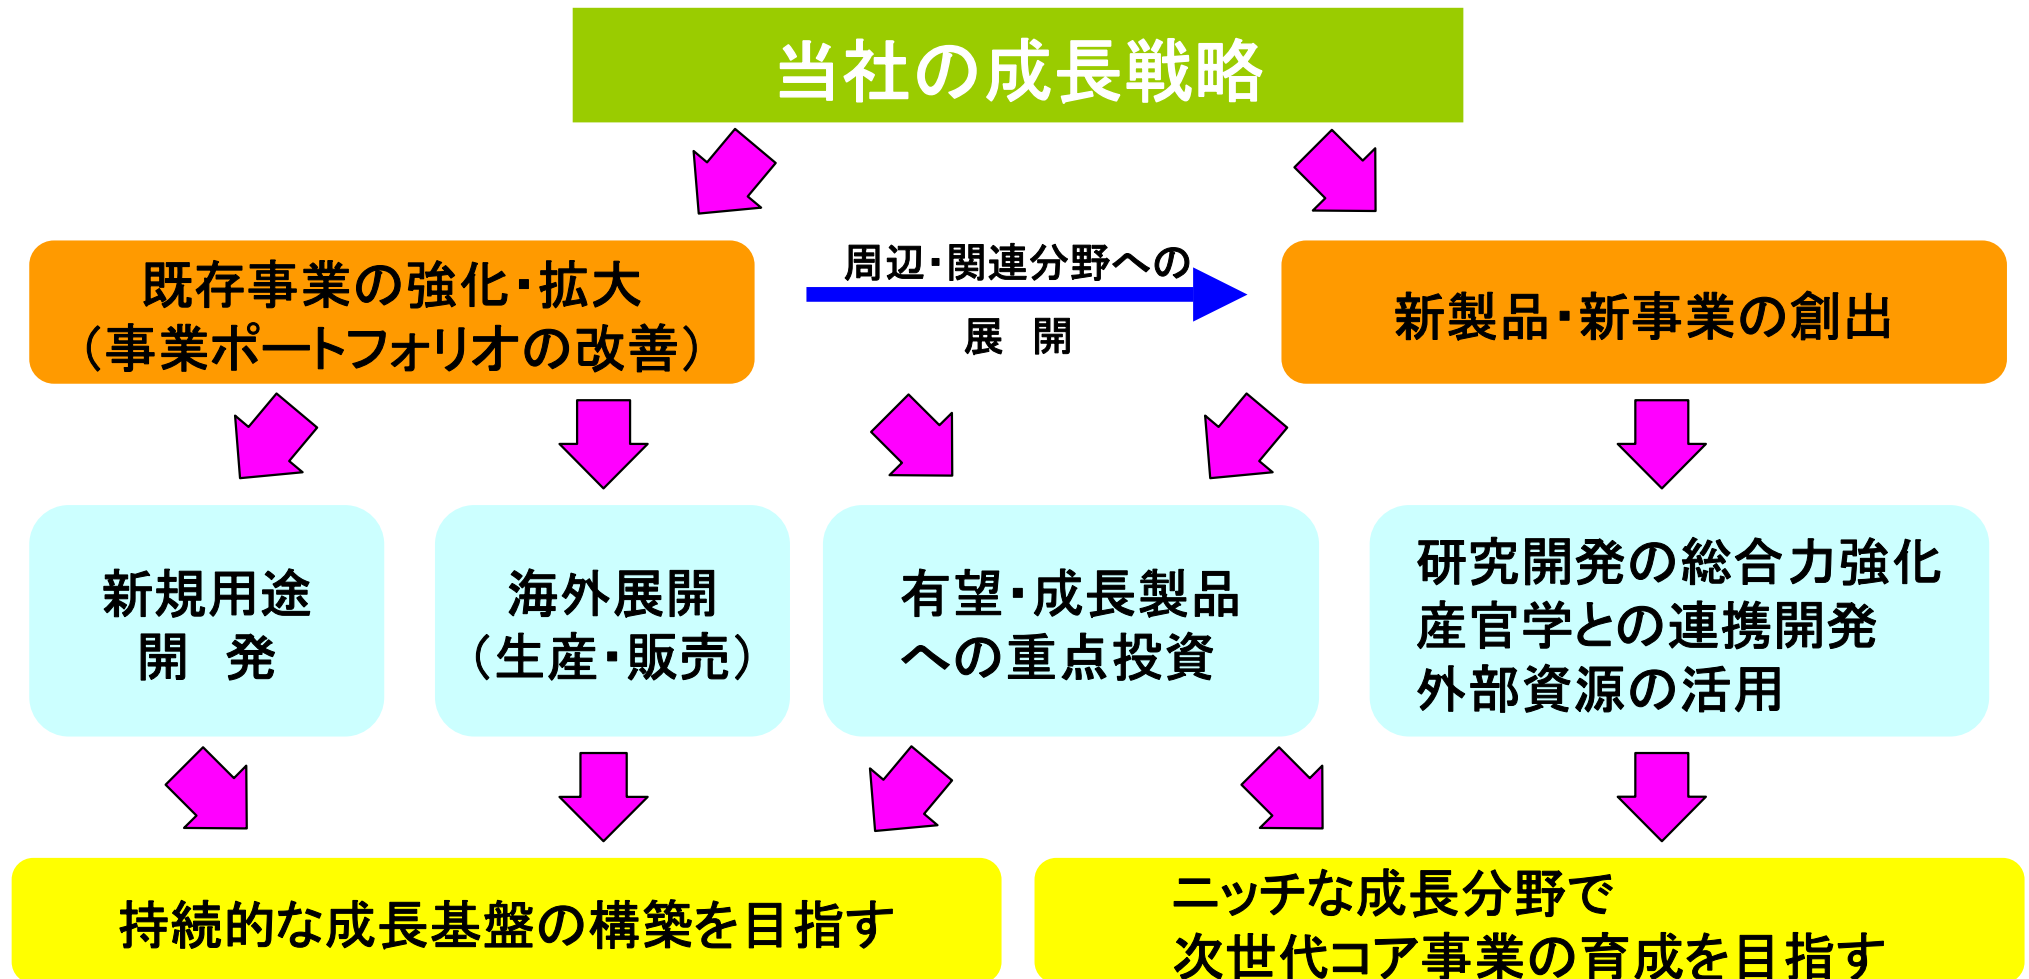 当社の成長戦略
既存事業の強化・拡大
（事業ポートフォリオの改善）
周辺・関連分野への
展　開
新製品・新事業の創出
新規用途
開　発
海外展開
（生産・販売）
有望・成長製品
への重点投資
研究開発の総合力強化
産官学との連携開発
外部資源の活用
持続的な成長基盤の構築を目指す
ニッチな成長分野で
次世代コア事業の育成を目指す